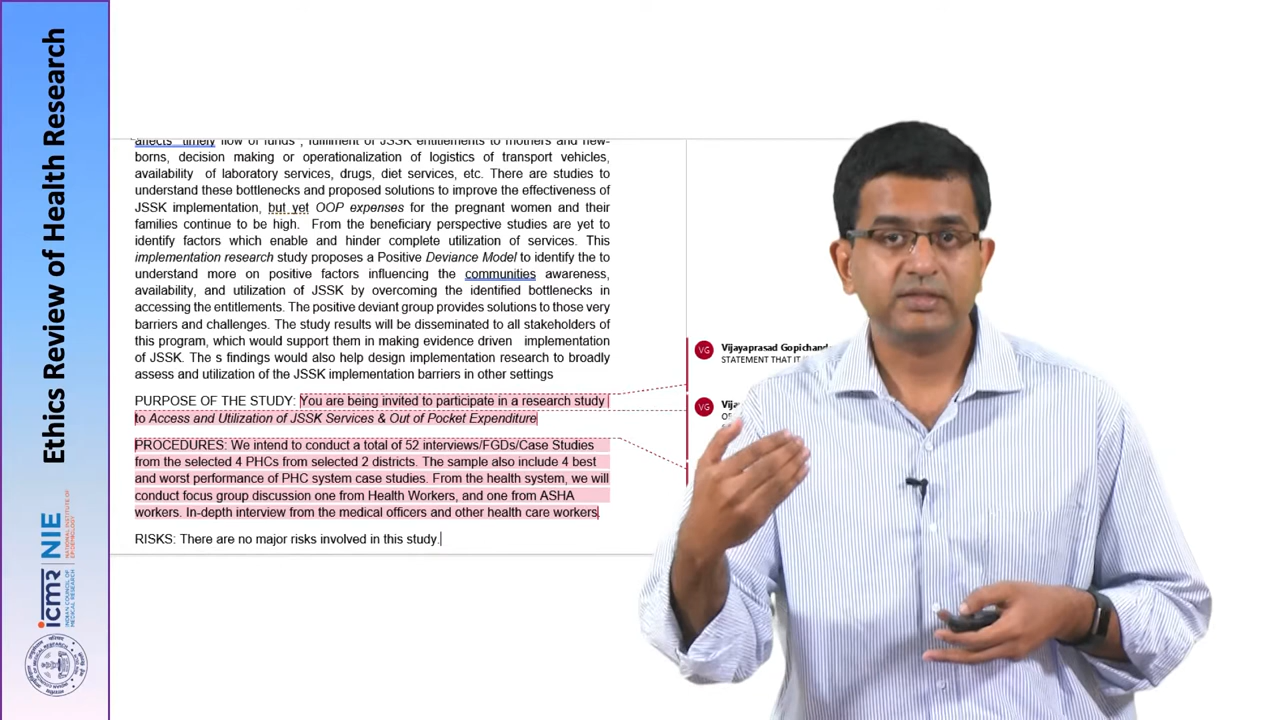 Ethics Review of Health Research
NIE
NATIONAL INSTITUTE OF
EPIDEMIOLOGY
icmr
INDIAN COUNCIL OF
MEDICAL RESEARCH
affects timely flow of funds , fulfilment of JSSK entitlements to mothers and new-
borns, decision making or operationalization of logistics of transport vehicles,
availability of laboratory services, drugs, diet services, etc. There are studies to
understand these bottlenecks and proposed solutions to improve the effectiveness of
JSSK implementation, but yet OOP expenses for the pregnant women and their
families continue to be high. From the beneficiary perspective studies are yet to
identify factors which enable and hinder complete utilization of services. This
implementation research study proposes a Positive Deviance Model to identify the to
understand more on positive factors influencing the communities awareness,
availability, and utilization of JSSK by overcoming the identified bottlenecks in
accessing the entitlements. The positive deviant group provides solutions to those very
barriers and challenges. The study results will be disseminated to all stakeholders of
this program, which would support them in making evidence driven implementation
of JSSK. The s findings would also help design implementation research to broadly
assess and utilization of the JSSK implementation barriers in other settings
PURPOSE OF THE STUDY: You are being invited to participate in a research study
to Access and Utilization of JSSK Services & Out of Pocket Expenditure
PROCEDURES: We intend to conduct a total of 52 interviews/FGDs/Case Studies
from the selected 4 PHCs from selected 2 districts. The sample also include 4 best
and worst performance of PHC system case studies. From the health system, we will
conduct focus group discussion one from Health Workers, and one from ASHA
workers. In-depth interview from the medical officers and other health care workers.
RISKS: There are no major risks involved in this study.
VG Vijayaprasad Gopichand
STATEMENT THAT IT
VG Vijay